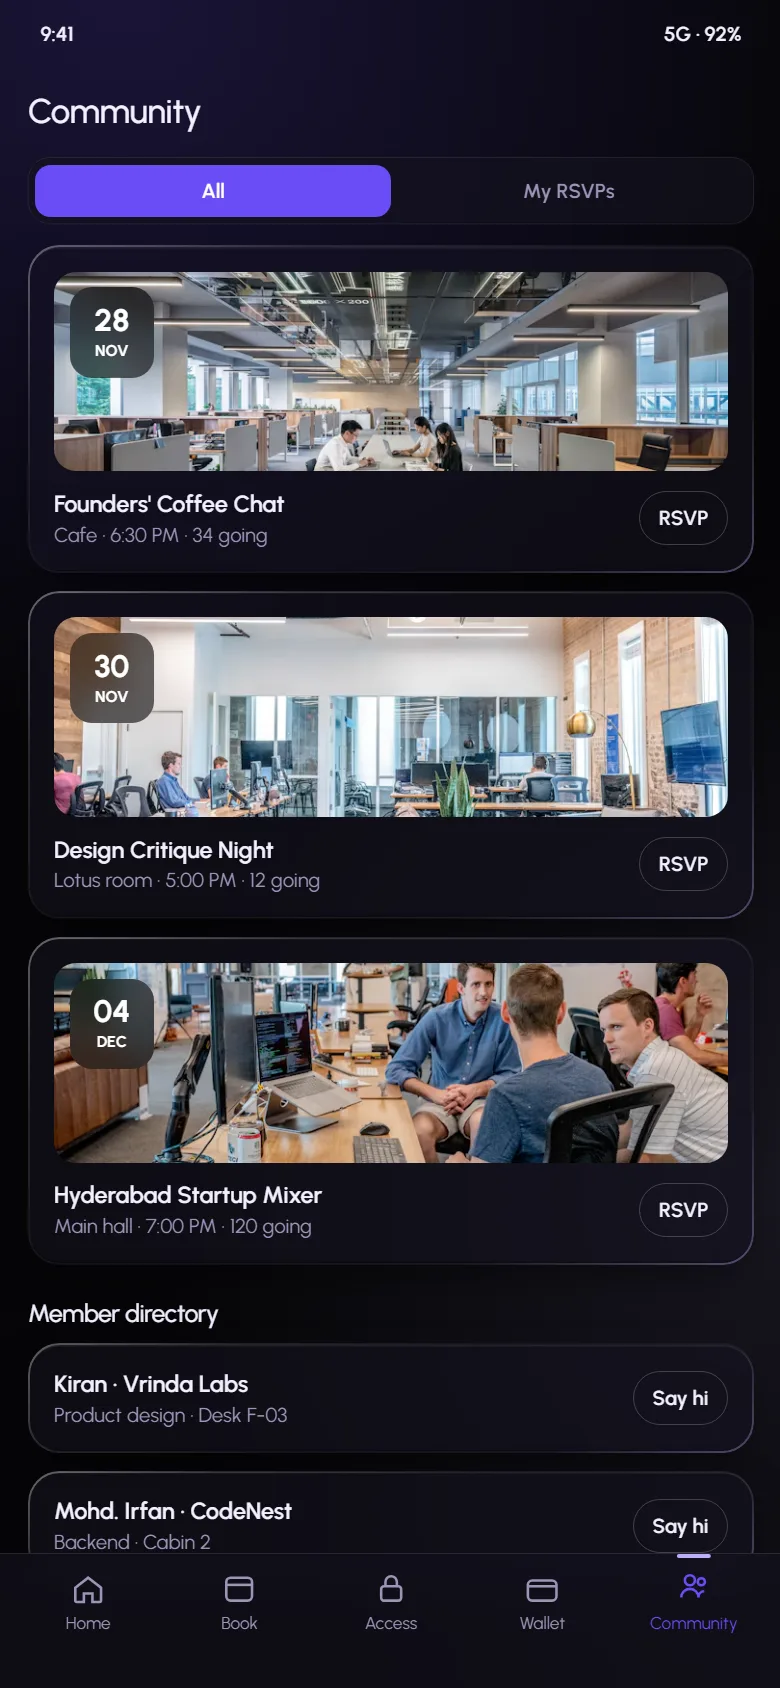 9:41
5G · 92%
Community
All
My RSVPs
28
NOV
Founders' Coffee Chat
Cafe · 6:30 PM · 34 going
RSVP
30
NOV
Design Critique Night
Lotus room · 5:00 PM · 12 going
RSVP
04
DEC
Hyderabad Startup Mixer
Main hall · 7:00 PM · 120 going
RSVP
Member directory
Kiran · Vrinda Labs
Product design · Desk F-03
Say hi
Mohd. Irfan · CodeNest
Backend · Cabin 2
Say hi
Home
Book
Access
Wallet
Community